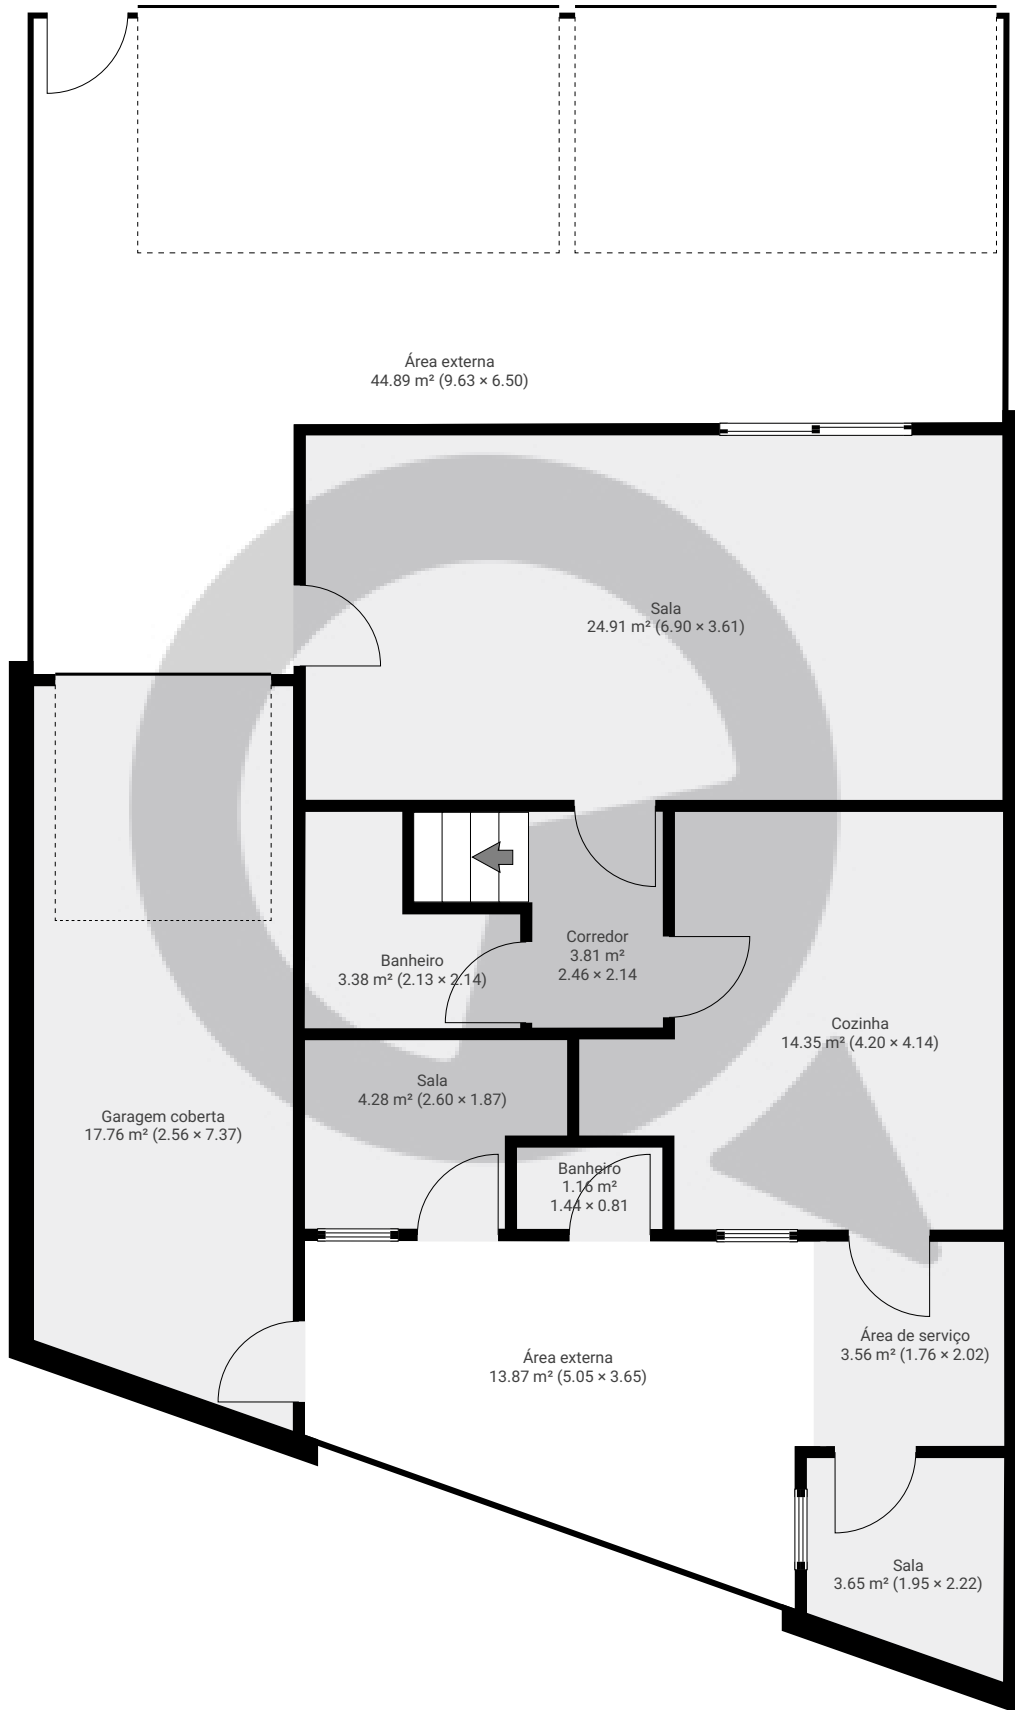 Área externa
44.89 m² (9.63 × 6.50)
Sala
24.91 m² (6.90 × 3.61)
Corredor
3.81 m²
2.46 × 2.14
Banheiro
3.38 m² (2.13 × 2.14)
Cozinha
14.35 m² (4.20 × 4.14)
Sala
4.28 m² (2.60 × 1.87)
Garagem coberta
17.76 m² (2.56 × 7.37)
Banheiro
1.16 m²
1.44 × 0.81
Área de serviço
3.56 m² (1.76 × 2.02)
Área externa
13.87 m² (5.05 × 3.65)
Sala
3.65 m² (1.95 × 2.22)